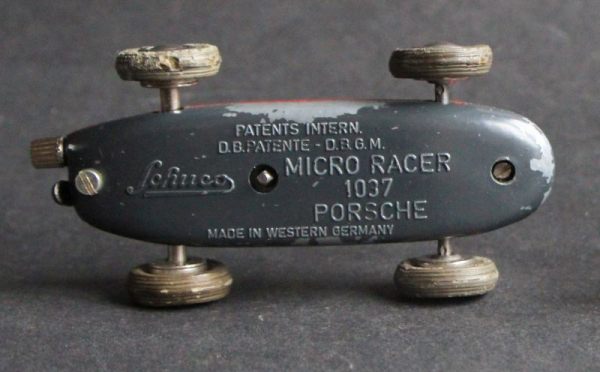 PATENTS INTERN.
D.B.PATENTE - D.B.G.M.
Schuco
MICRO RACER
1037
PORSCHE
MADE IN WESTERN GERMANY